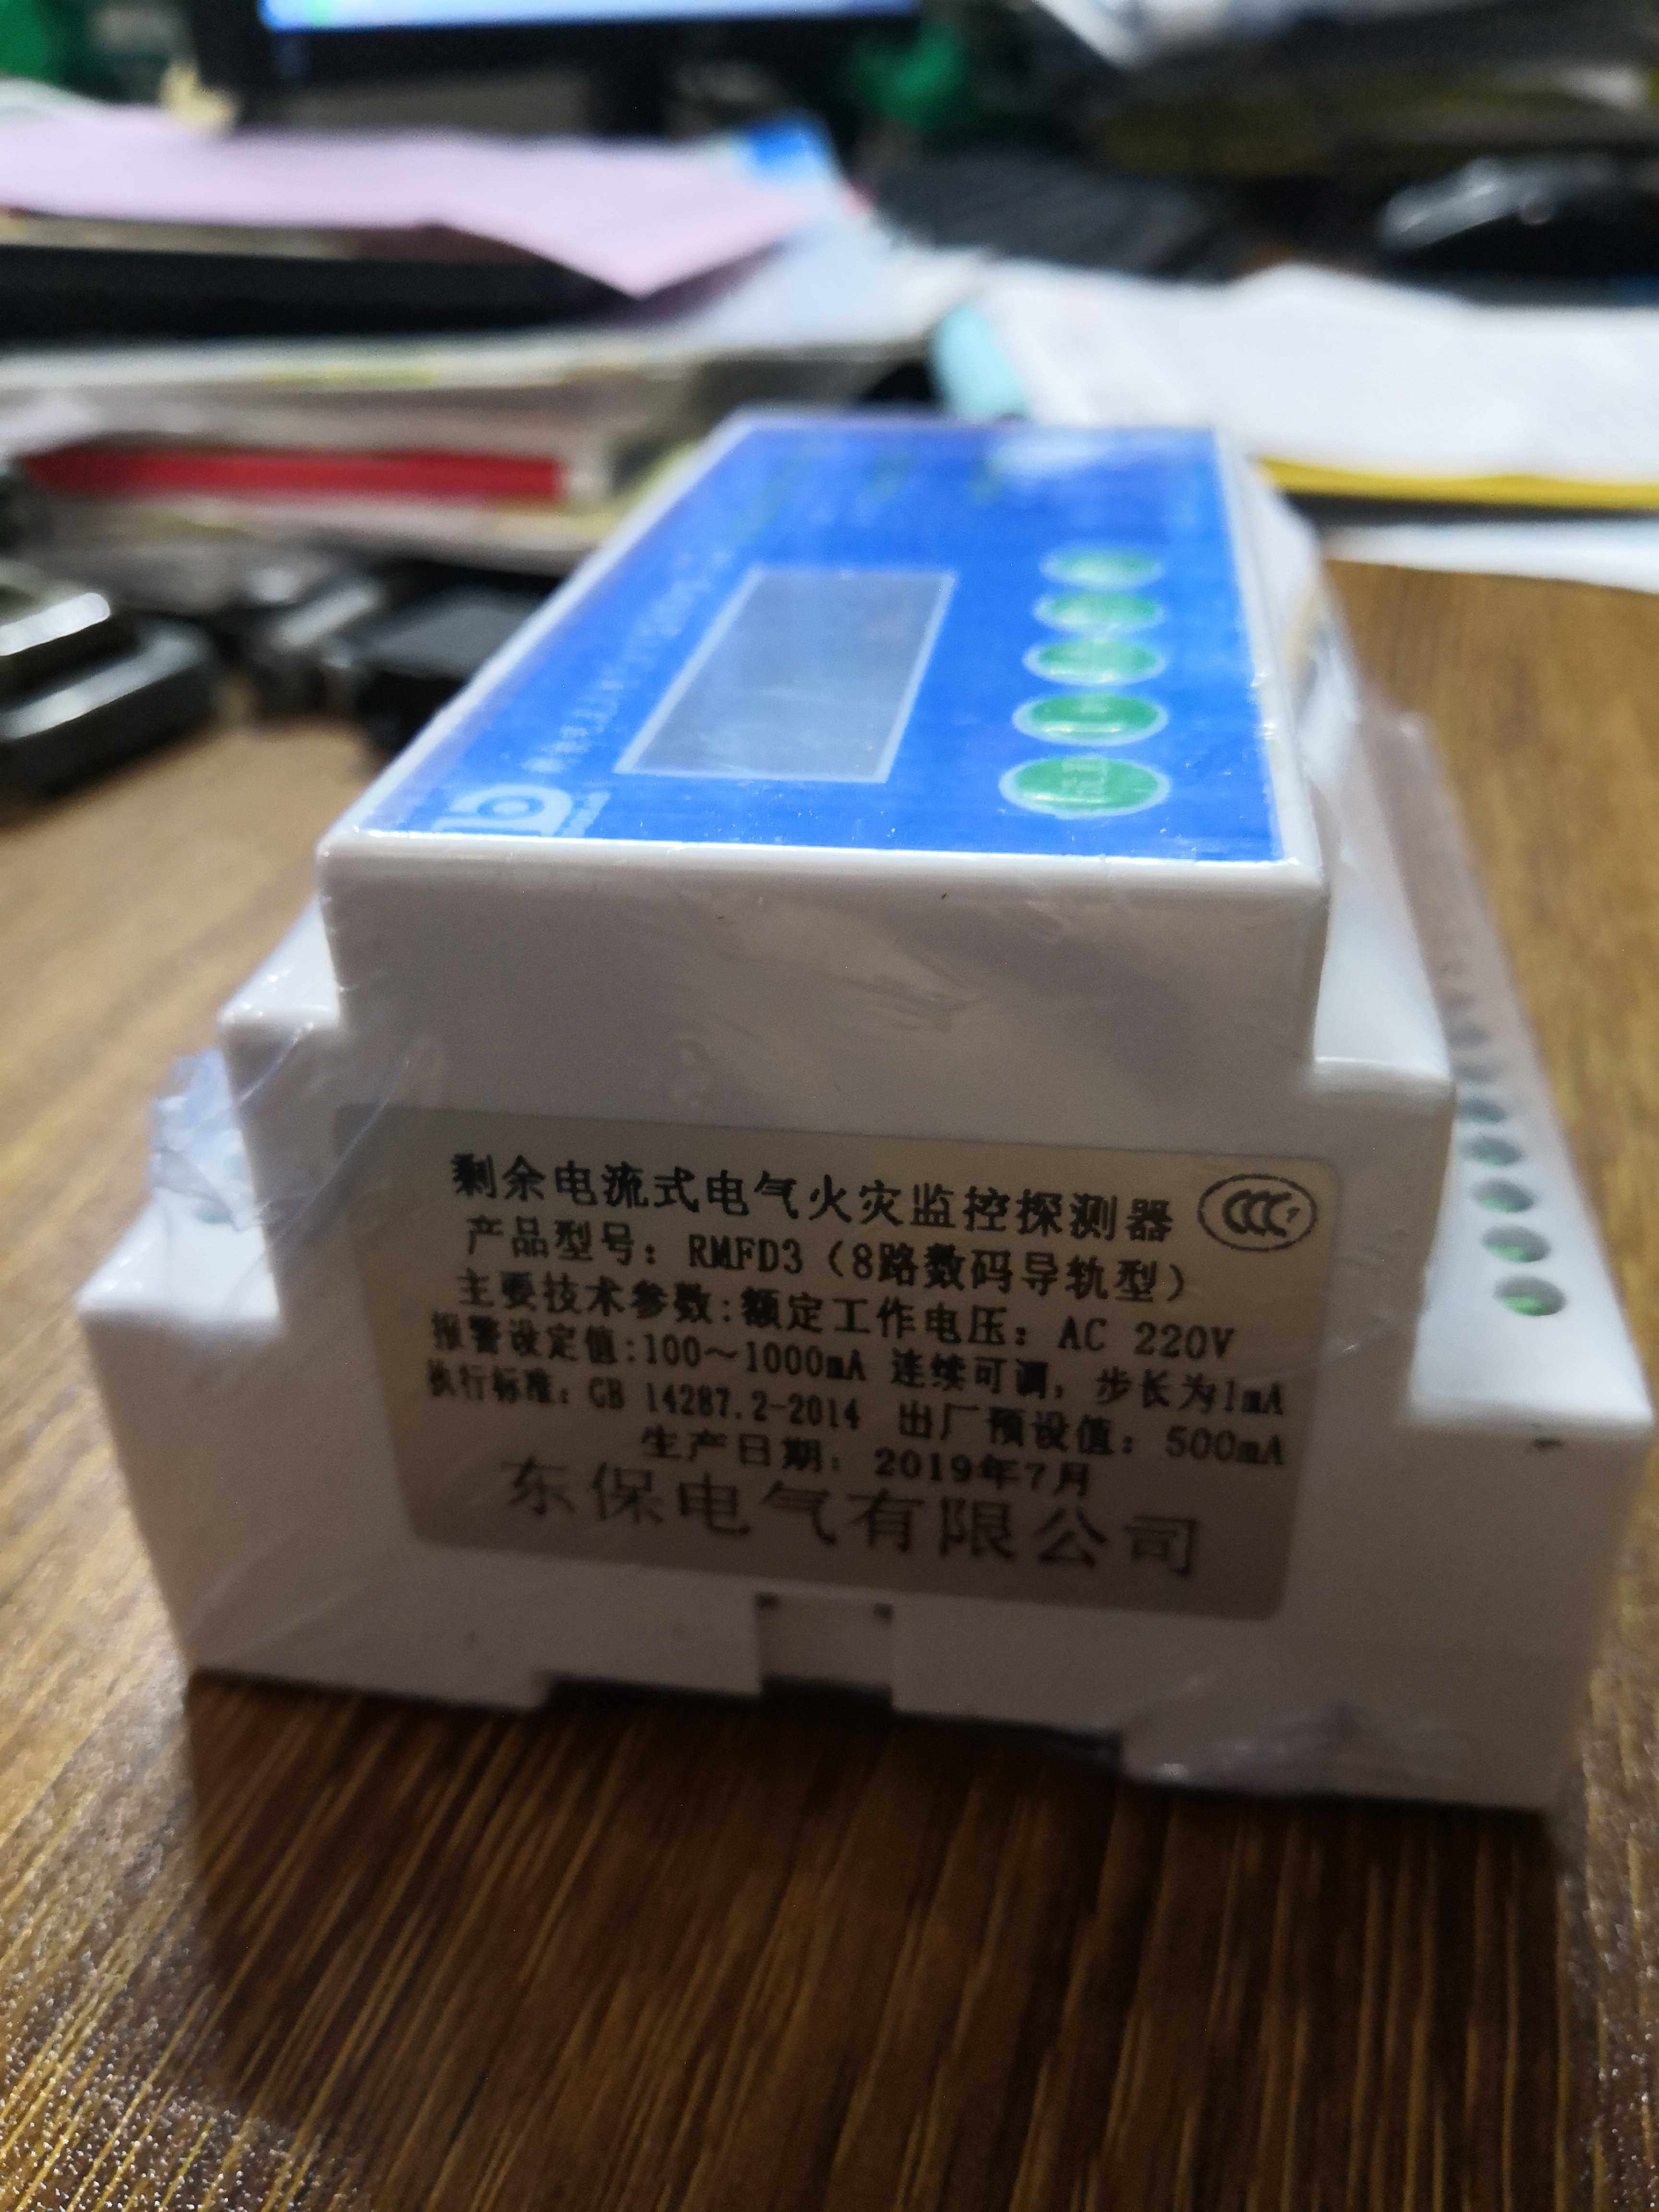 剩余电流式电气火灾监控探测器 CCC
产品型号：RMFD3（8路数码导轨型）
主要技术参数:额定工作电压：AC 220V
报警设定值:100～1000mA 连续可调，步长为1mA
执行标准：GB 14287.2-2014 出厂预设值：500mA
生产日期：2019年7月
东保电气有限公司